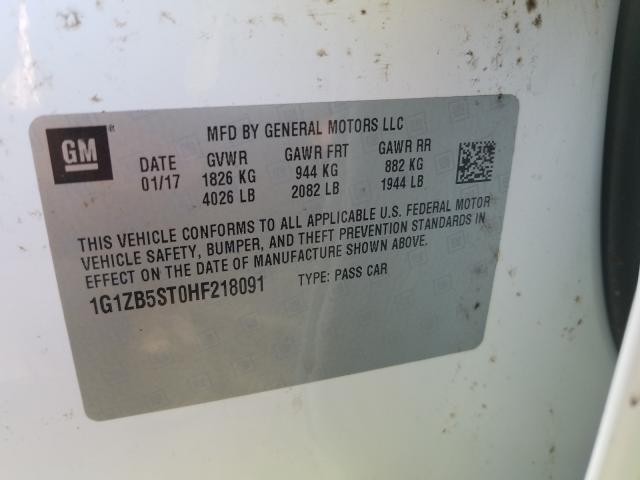 GM
MFD BY GENERAL MOTORS LLC
DATE GVWR GAWR FRT GAWR RR
01/17 1826 KG 944 KG 882 KG
4026 LB 2082 LB 1944 LB
THIS VEHICLE CONFORMS TO ALL APPLICABLE U.S. FEDERAL MOTOR
VEHICLE SAFETY, BUMPER, AND THEFT PREVENTION STANDARDS IN
EFFECT ON THE DATE OF MANUFACTURE SHOWN ABOVE.
1G1ZB5ST0HF218091 TYPE: PASS CAR